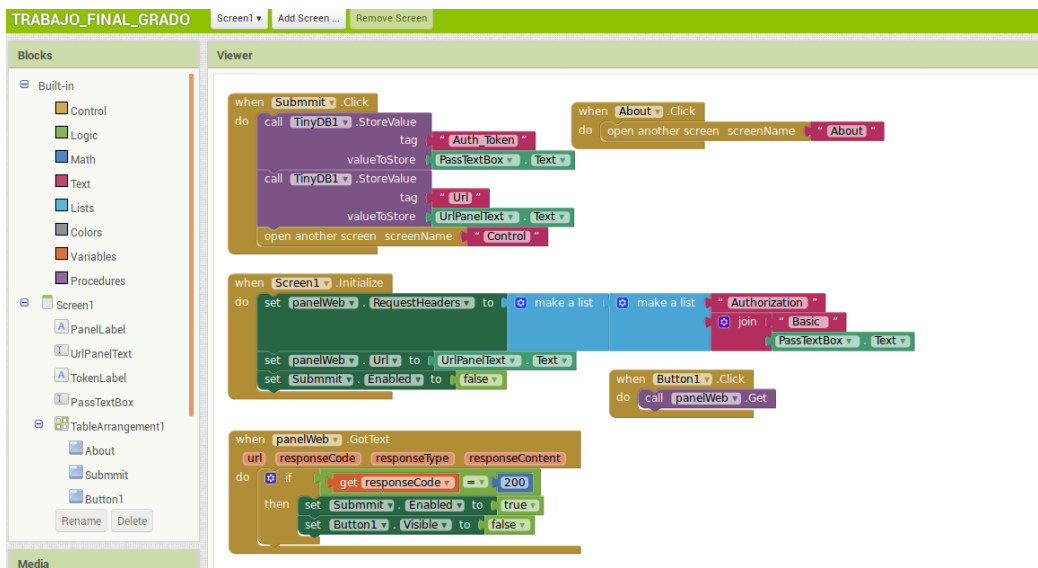 TRABAJO_FINAL_GRADO Screen1 Add Screen ... Remove Screen
Blocks
Built-in
Control
Logic
Math
Text
Lists
Colors
Variables
Procedures
Screen1
PanelLabel
UrlPanelText
TokenLabel
PassTextBox
TableArrangement1
About
Submmit
Button1
Rename Delete
Media
Viewer
when Submmit .Click
do call TinyDB1 .StoreValue
tag " Auth_Token "
valueToStore PassTextBox . Text
call TinyDB1 .StoreValue
tag " Url "
valueToStore UrlPanelText . Text
open another screen screenName " Control "
when About .Click
do open another screen screenName " About "
when Screen1 .Initialize
do set panelWeb . RequestHeaders to make a list make a list " Authorization "
join " Basic "
PassTextBox . Text
set panelWeb . Url to UrlPanelText . Text
set Submmit . Enabled to false
when Button1 .Click
do call panelWeb .Get
when panelWeb .GotText
url responseCode responseType responseContent
do if get responseCode = 200
then set Submmit . Enabled to true
set Button1 . Visible to false